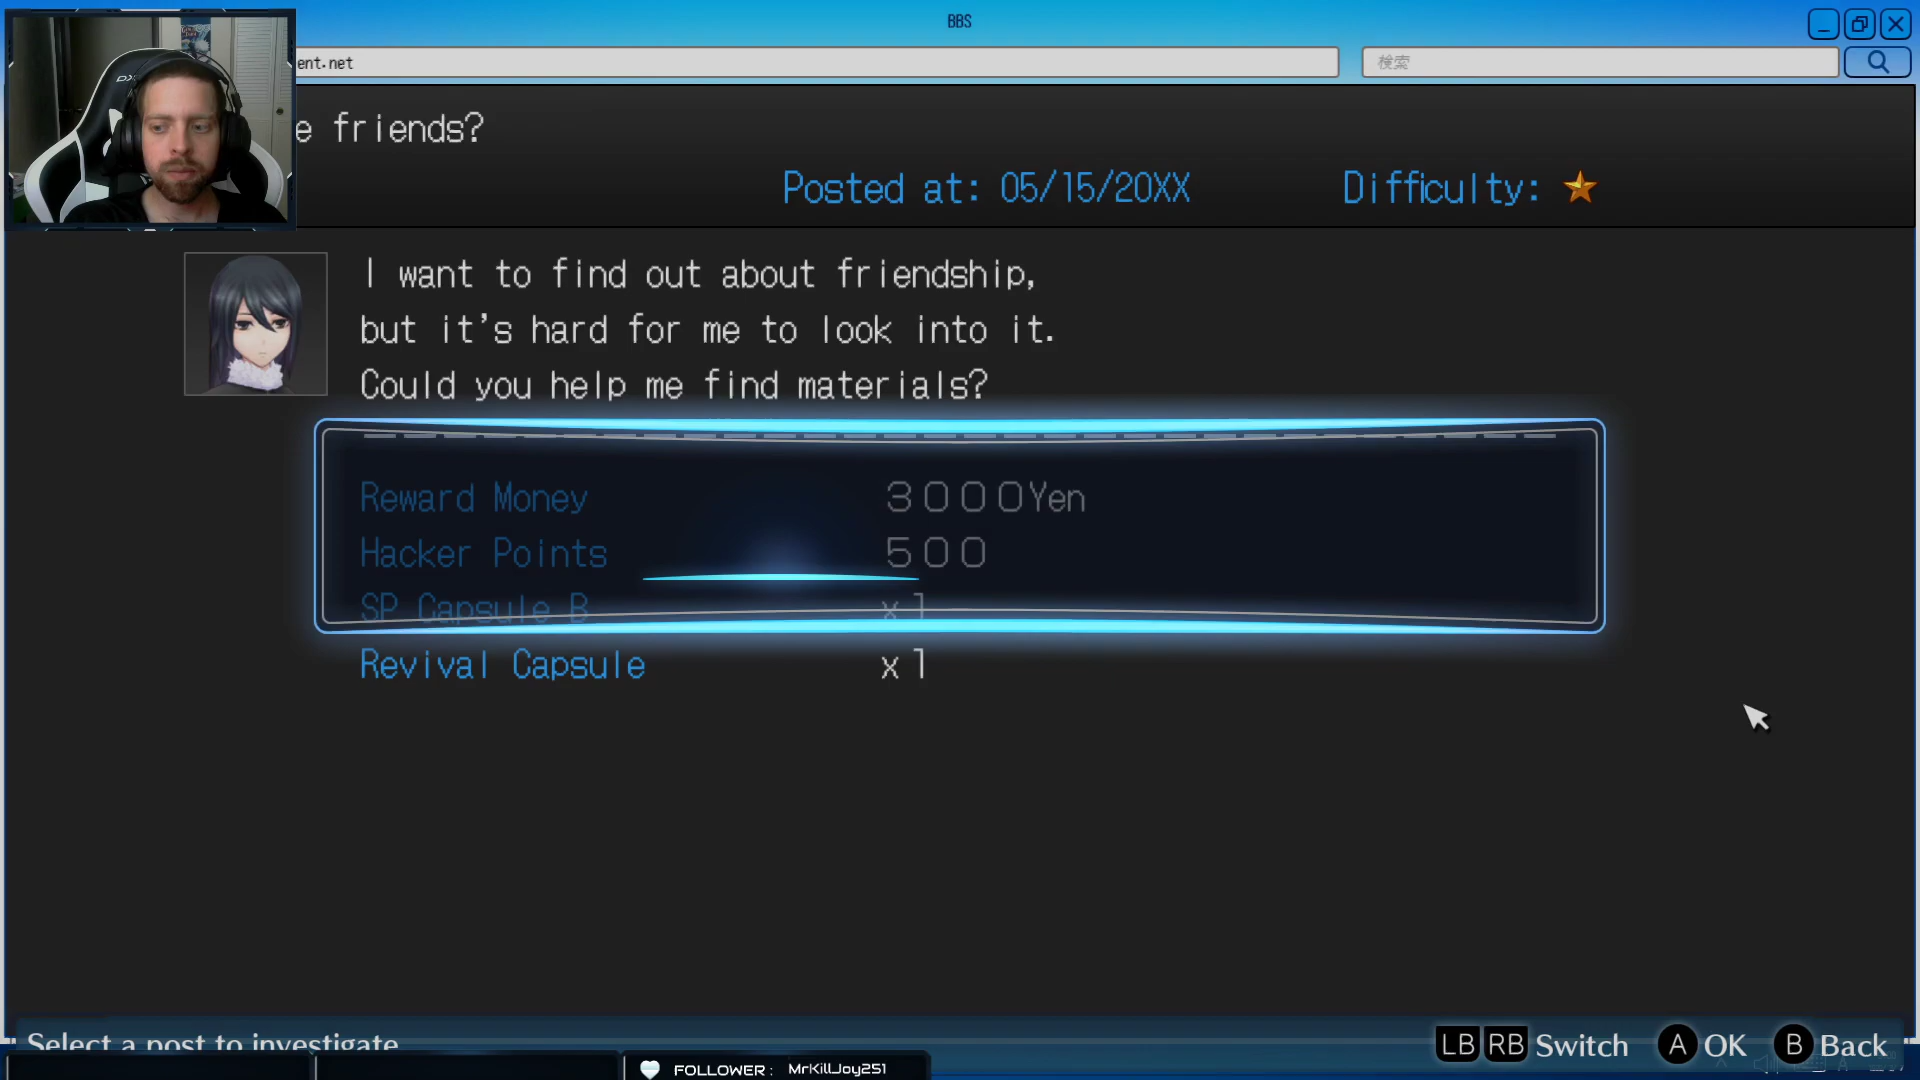 BBS
ent.net
検索
e friends?
Posted at: 05/15/20XX
Difficulty:
I want to find out about friendship,
but it's hard for me to look into it.
Could you help me find materials?
Reward Money 3000Yen
Hacker Points 500
SP Capsule B x1
Revival Capsule x1
Select a post to investigate
LB RB Switch A OK B Back
FOLLOWER: MrKillJoy251